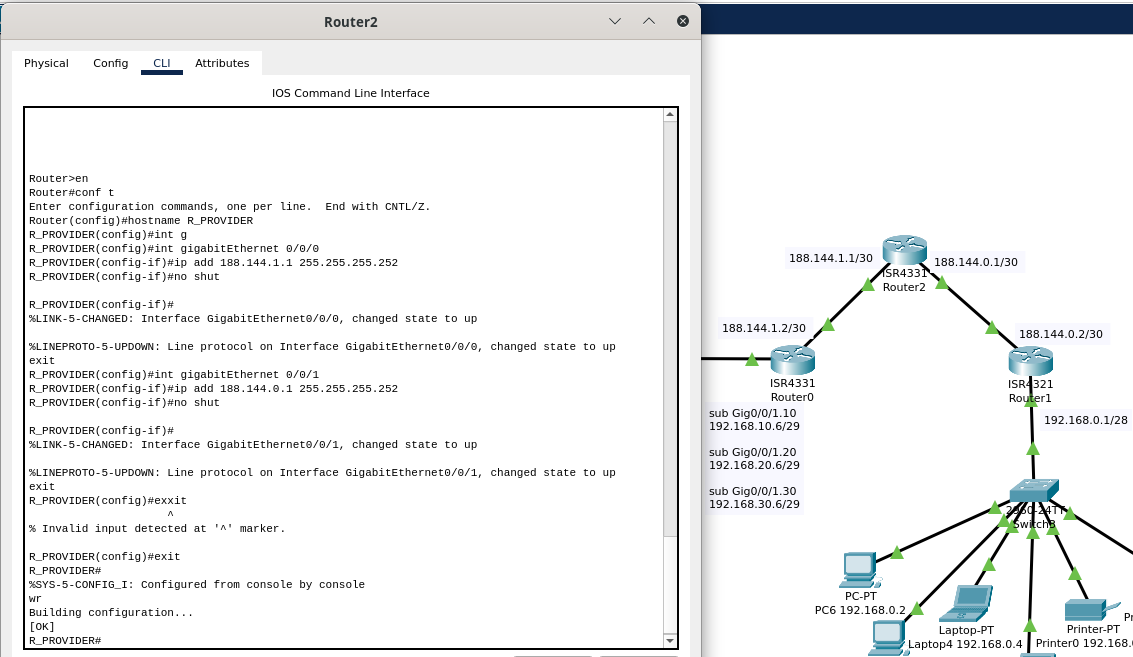 Router2
Physical Config CLI Attributes
IOS Command Line Interface
Router>en
Router#conf t
Enter configuration commands, one per line.  End with CNTL/Z.
Router(config)#hostname R_PROVIDER
R_PROVIDER(config)#int g
R_PROVIDER(config)#int gigabitEthernet 0/0/0
R_PROVIDER(config-if)#ip add 188.144.1.1 255.255.255.252
R_PROVIDER(config-if)#no shut
R_PROVIDER(config-if)#
%LINK-5-CHANGED: Interface GigabitEthernet0/0/0, changed state to up
%LINEPROTO-5-UPDOWN: Line protocol on Interface GigabitEthernet0/0/0, changed state to up
exit
R_PROVIDER(config)#int gigabitEthernet 0/0/1
R_PROVIDER(config-if)#ip add 188.144.0.1 255.255.255.252
R_PROVIDER(config-if)#no shut
R_PROVIDER(config-if)#
%LINK-5-CHANGED: Interface GigabitEthernet0/0/1, changed state to up
%LINEPROTO-5-UPDOWN: Line protocol on Interface GigabitEthernet0/0/1, changed state to up
exit
R_PROVIDER(config)#exxit
^
% Invalid input detected at '^' marker.
R_PROVIDER(config)#exit
R_PROVIDER#
%SYS-5-CONFIG_I: Configured from console by console
wr
Building configuration...
[OK]
R_PROVIDER#
188.144.1.1/30
188.144.0.1/30
ISR4331
Router2
188.144.1.2/30
188.144.0.2/30
ISR4331
Router0
ISR4321
Router1
sub Gig0/0/1.10
192.168.10.6/29
sub Gig0/0/1.20
192.168.20.6/29
sub Gig0/0/1.30
192.168.30.6/29
192.168.0.1/28
2960-24TT
Switch3
PC-PT
PC6 192.168.0.2
Laptop-PT
Laptop4 192.168.0.4
Printer-PT
Printer0 192.168.0.
Pr